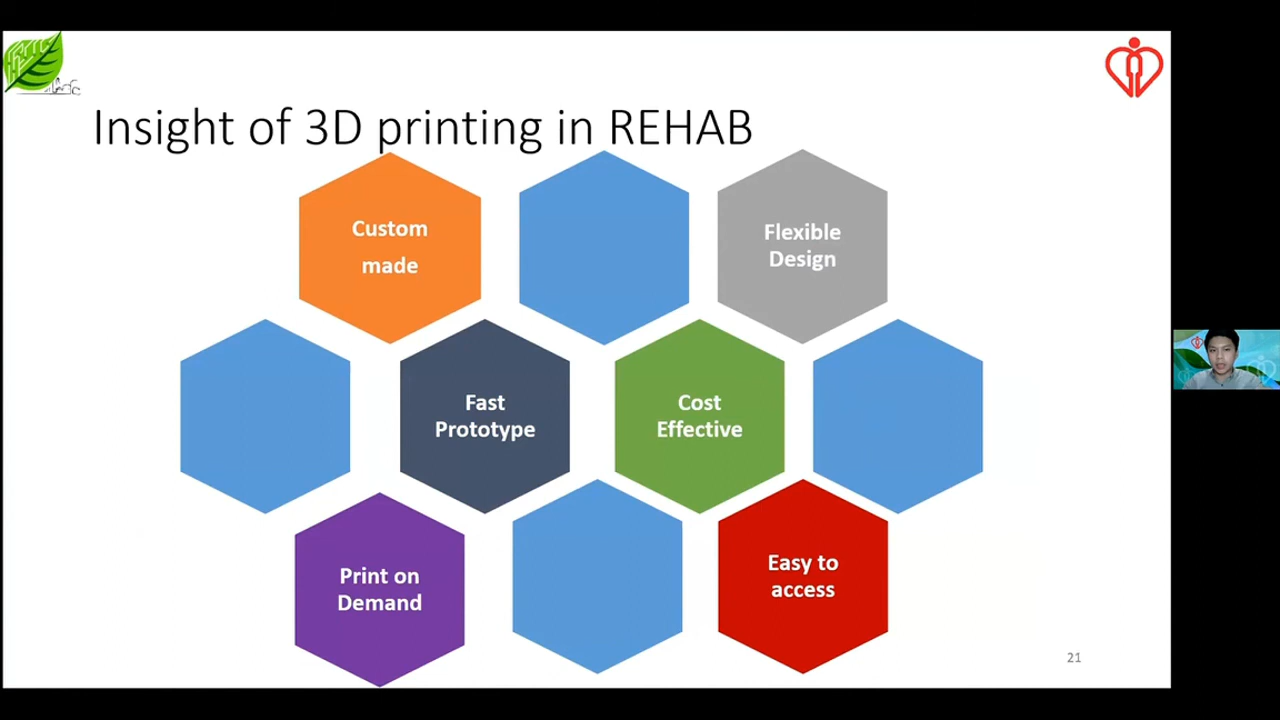 Insight of 3D printing in REHAB
Custom
made
Flexible
Design
Fast
Prototype
Cost
Effective
Print on
Demand
Easy to
access
21